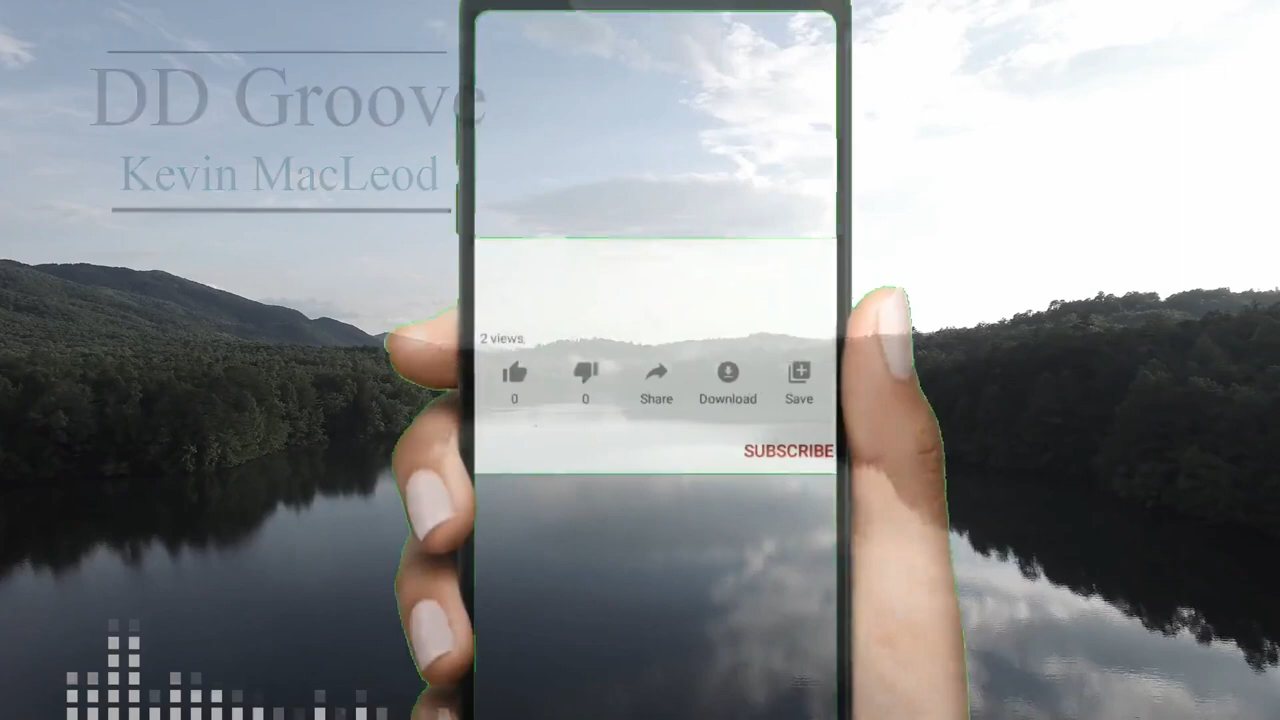 DD Groove
Kevin MacLeod
2 views
0
0
Share
Download
Save
SUBSCRIBE